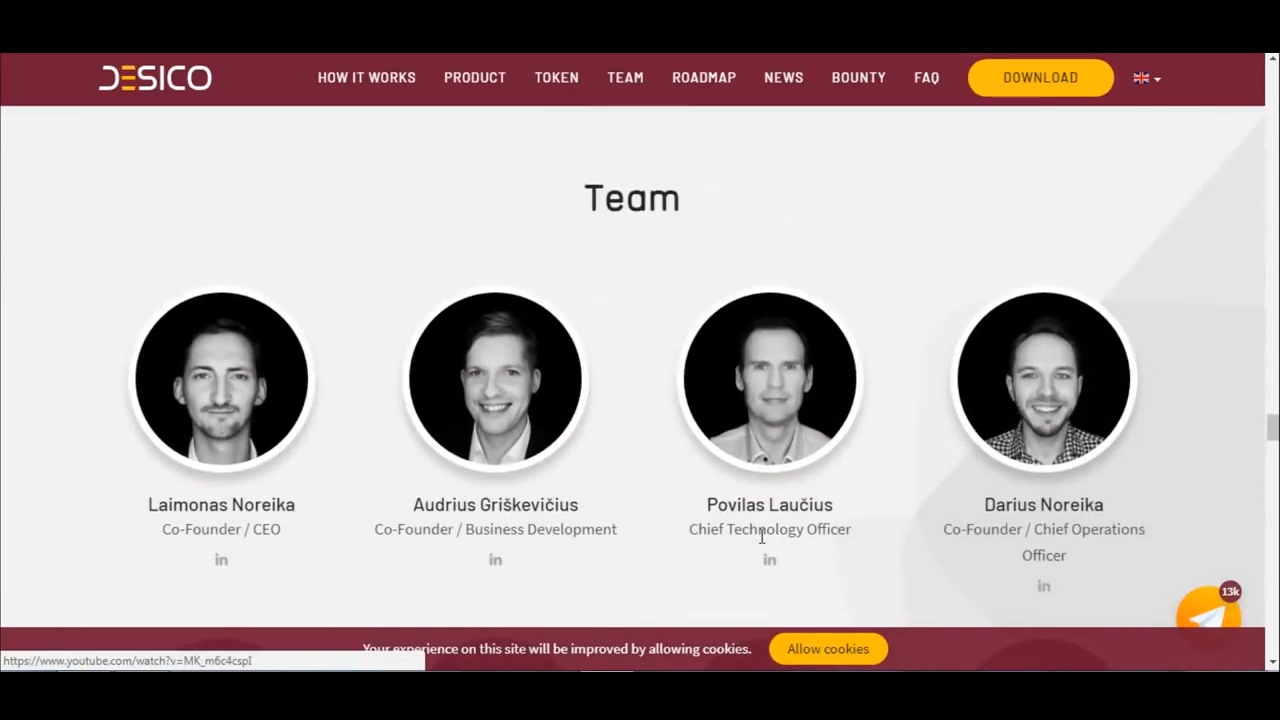 DESICO
HOW IT WORKS PRODUCT TOKEN TEAM ROADMAP NEWS BOUNTY FAQ DOWNLOAD
Team
Laimonas Noreika
Co-Founder / CEO
in
Audrius Griškevičius
Co-Founder / Business Development
in
Povilas Laučius
Chief Technology Officer
in
Darius Noreika
Co-Founder / Chief Operations
Officer
in
13k
Your experience on this site will be improved by allowing cookies. Allow cookies
https://www.youtube.com/watch?v=MK_m6c4cspI